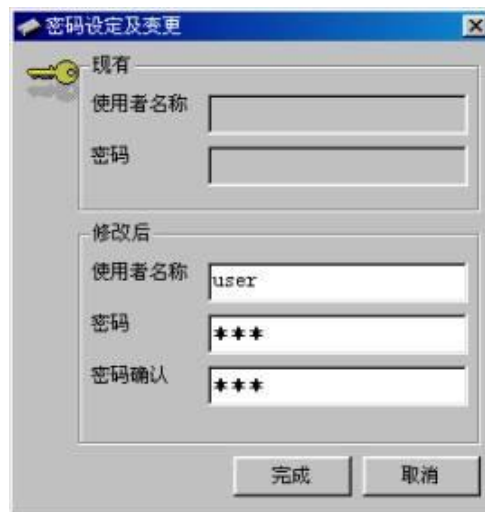 密码设定及变更
现有
使用者名称
密码
修改后
使用者名称 user
密码 ***
密码确认 ***
完成 取消